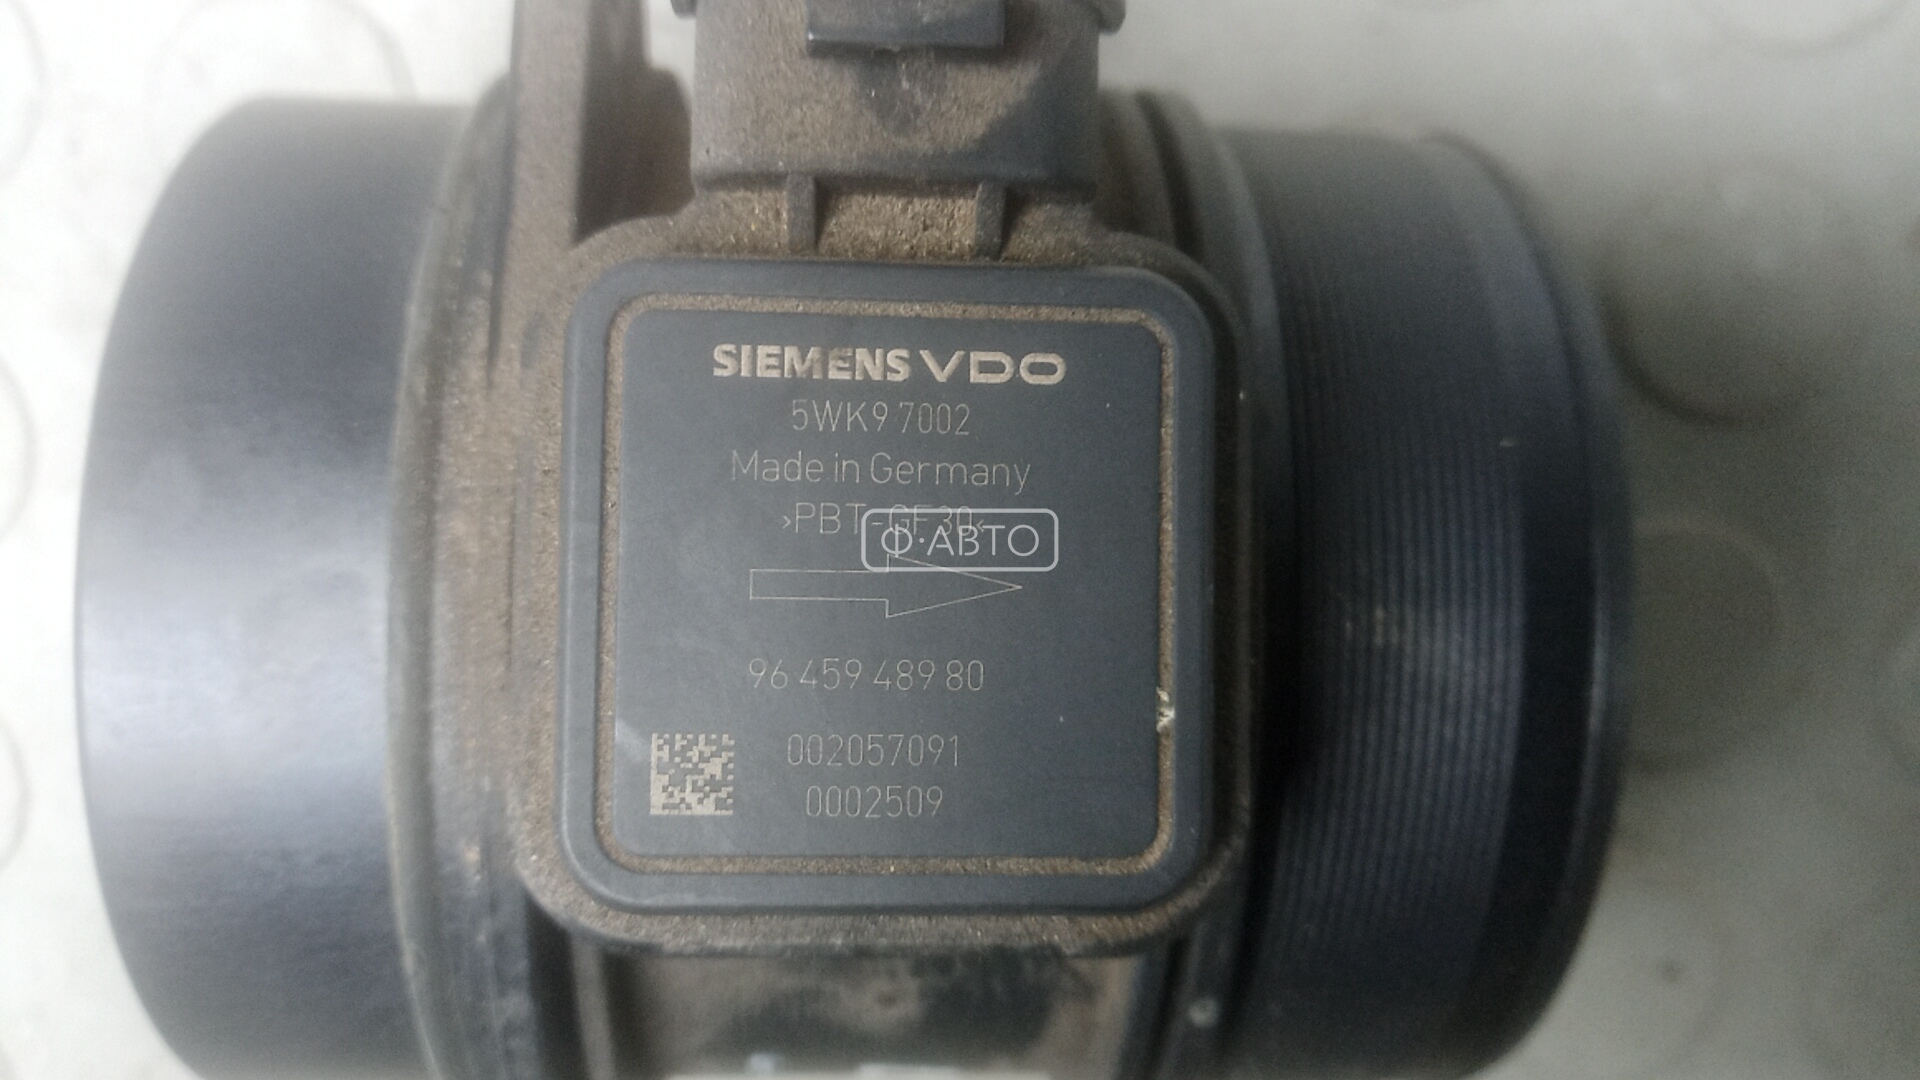 SIEMENS VDO
5WK9 7002
Made in Germany
>PBT-GF30<
Ф·АВТО
96 459 489 80
002057091
0002509